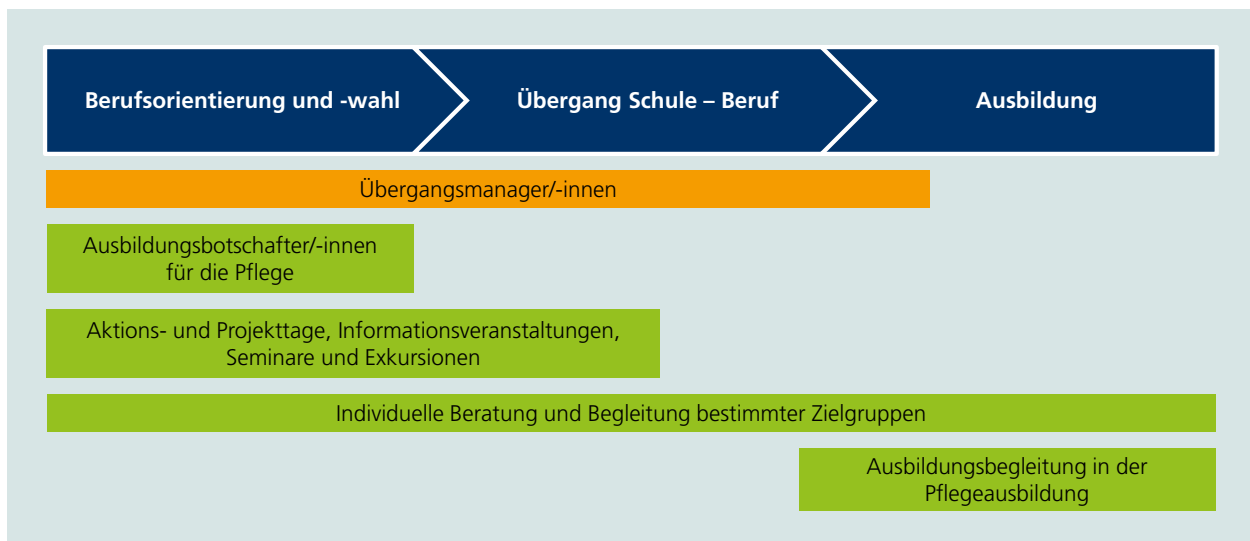 Berufsorientierung und -wahl
Übergang Schule – Beruf
Ausbildung
Übergangsmanager/-innen
Ausbildungsbotschafter/-innen
für die Pflege
Aktions- und Projekttage, Informationsveranstaltungen,
Seminare und Exkursionen
Individuelle Beratung und Begleitung bestimmter Zielgruppen
Ausbildungsbegleitung in der
Pflegeausbildung